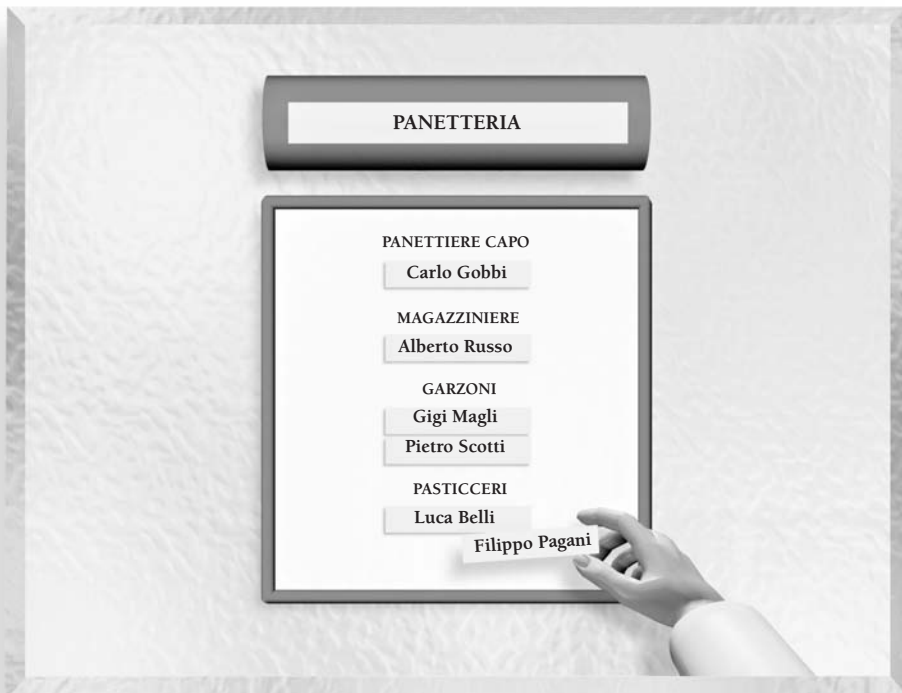 PANETTERIA
PANETTIERE CAPO
Carlo Gobbi
MAGAZZINIERE
Alberto Russo
GARZONI
Gigi Magli
Pietro Scotti
PASTICCERI
Luca Belli
Filippo Pagani